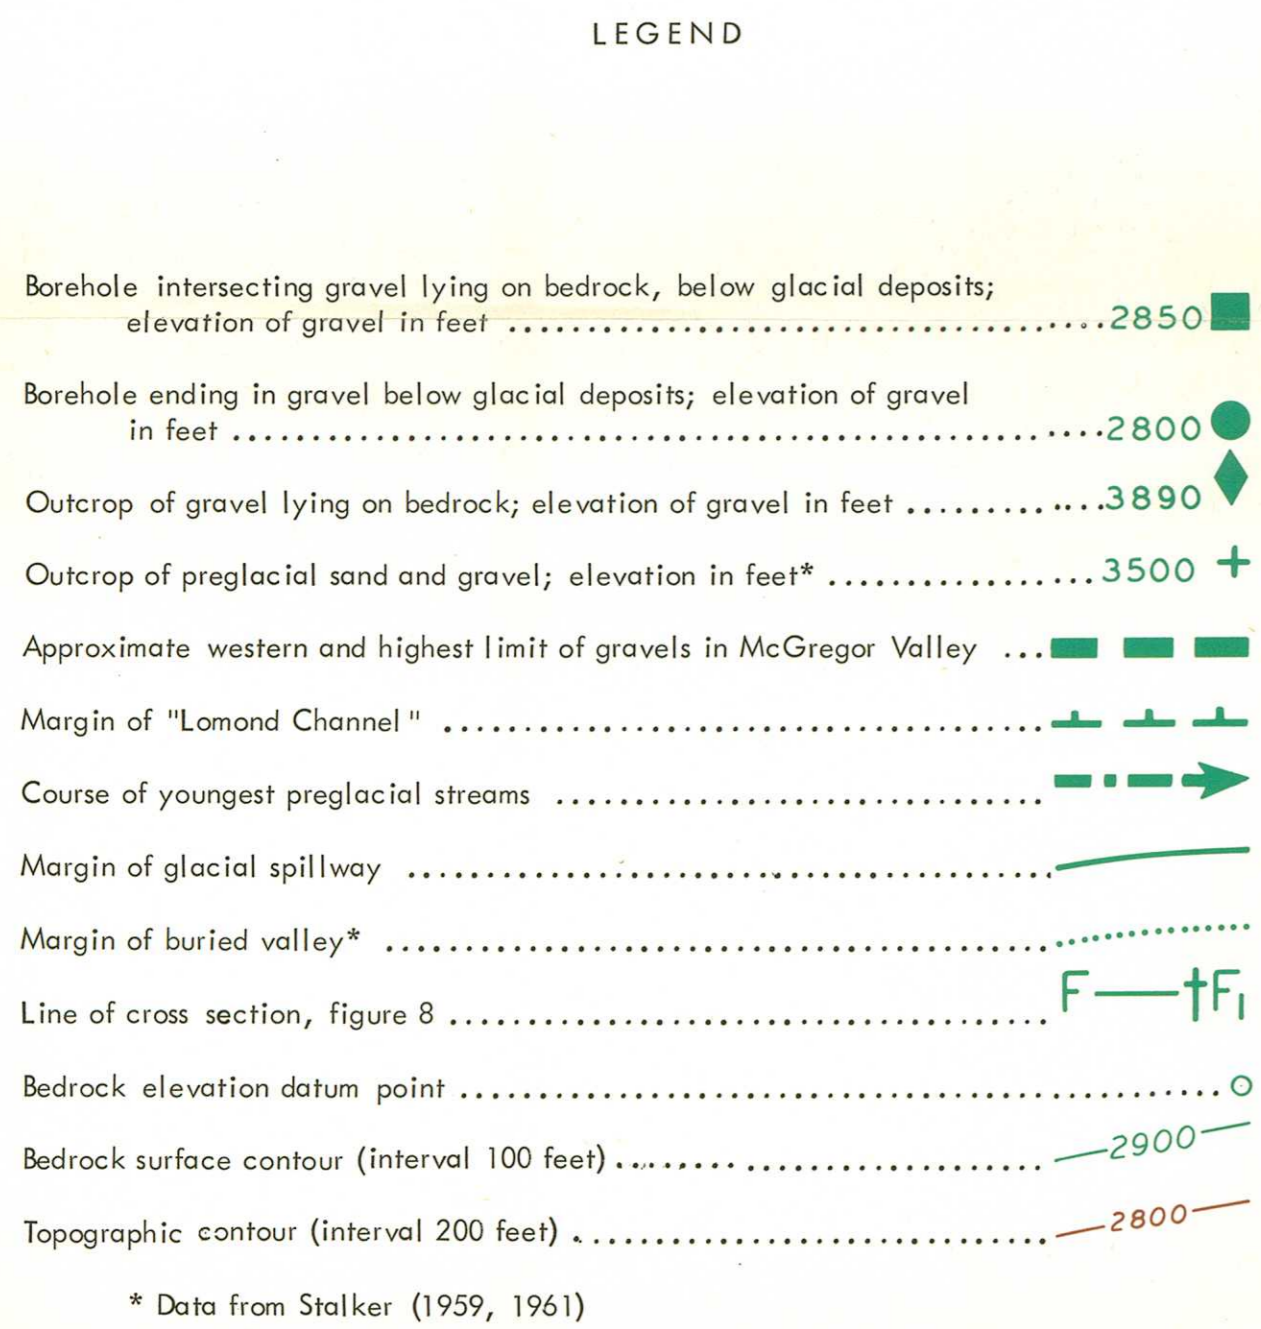 LEGEND
Borehole intersecting gravel lying on bedrock, below glacial deposits;
elevation of gravel in feet ........................................ 2850
Borehole ending in gravel below glacial deposits; elevation of gravel
in feet ........................................ 2800
Outcrop of gravel lying on bedrock; elevation of gravel in feet ............. 3890
Outcrop of preglacial sand and gravel; elevation in feet* ................. 3500
Approximate western and highest limit of gravels in McGregor Valley ...
Margin of "Lomond Channel" ........................................
Course of youngest preglacial streams ...............................
Margin of glacial spillway ........................................
Margin of buried valley* ........................................
Line of cross section, figure 8 ........................................ F F1
Bedrock elevation datum point ........................................
Bedrock surface contour (interval 100 feet) .......................... 2900
Topographic contour (interval 200 feet) .............................. 2800
* Data from Stalker (1959, 1961)